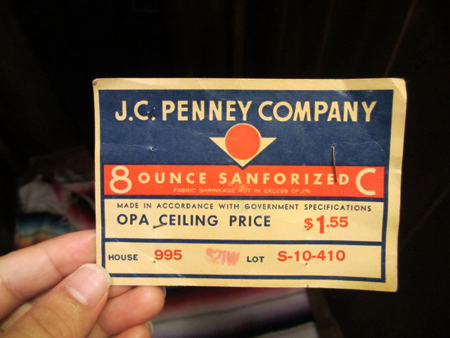 J.C. PENNEY COMPANY
8 OUNCE SANFORIZED C
FABRIC SHRINKAGE NOT IN EXCESS OF 1%
MADE IN ACCORDANCE WITH GOVERNMENT SPECIFICATIONS
OPA CEILING PRICE $1.55
HOUSE 995 S21W LOT S-10-410